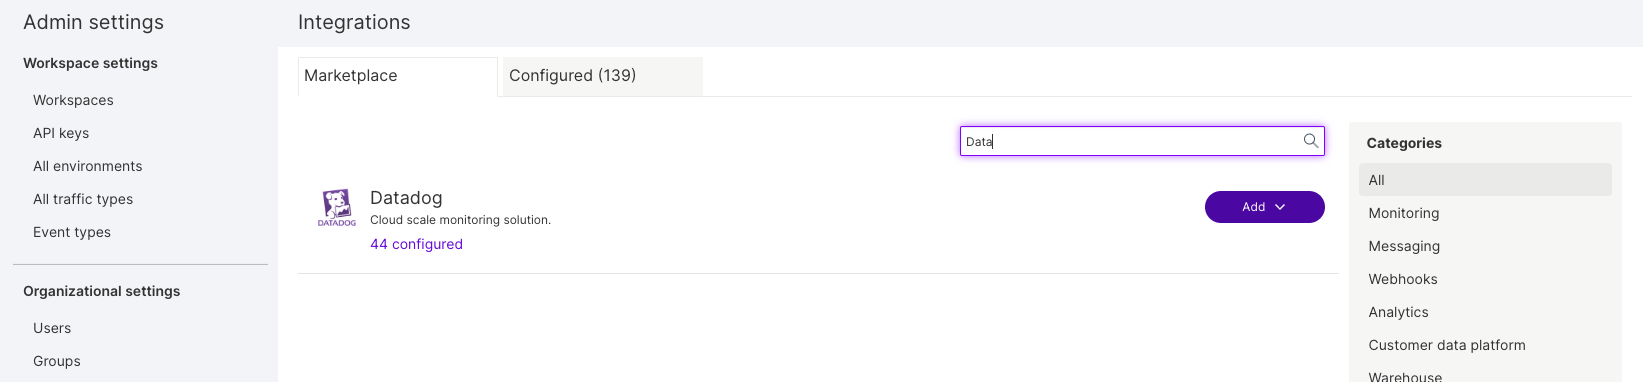 Admin settings
Integrations
Workspace settings
Workspaces
API keys
All environments
All traffic types
Event types
Organizational settings
Users
Groups
Marketplace
Configured (139)
Data
DATADOG
Datadog
Cloud scale monitoring solution.
44 configured
Add
Categories
All
Monitoring
Messaging
Webhooks
Analytics
Customer data platform
Warehouse